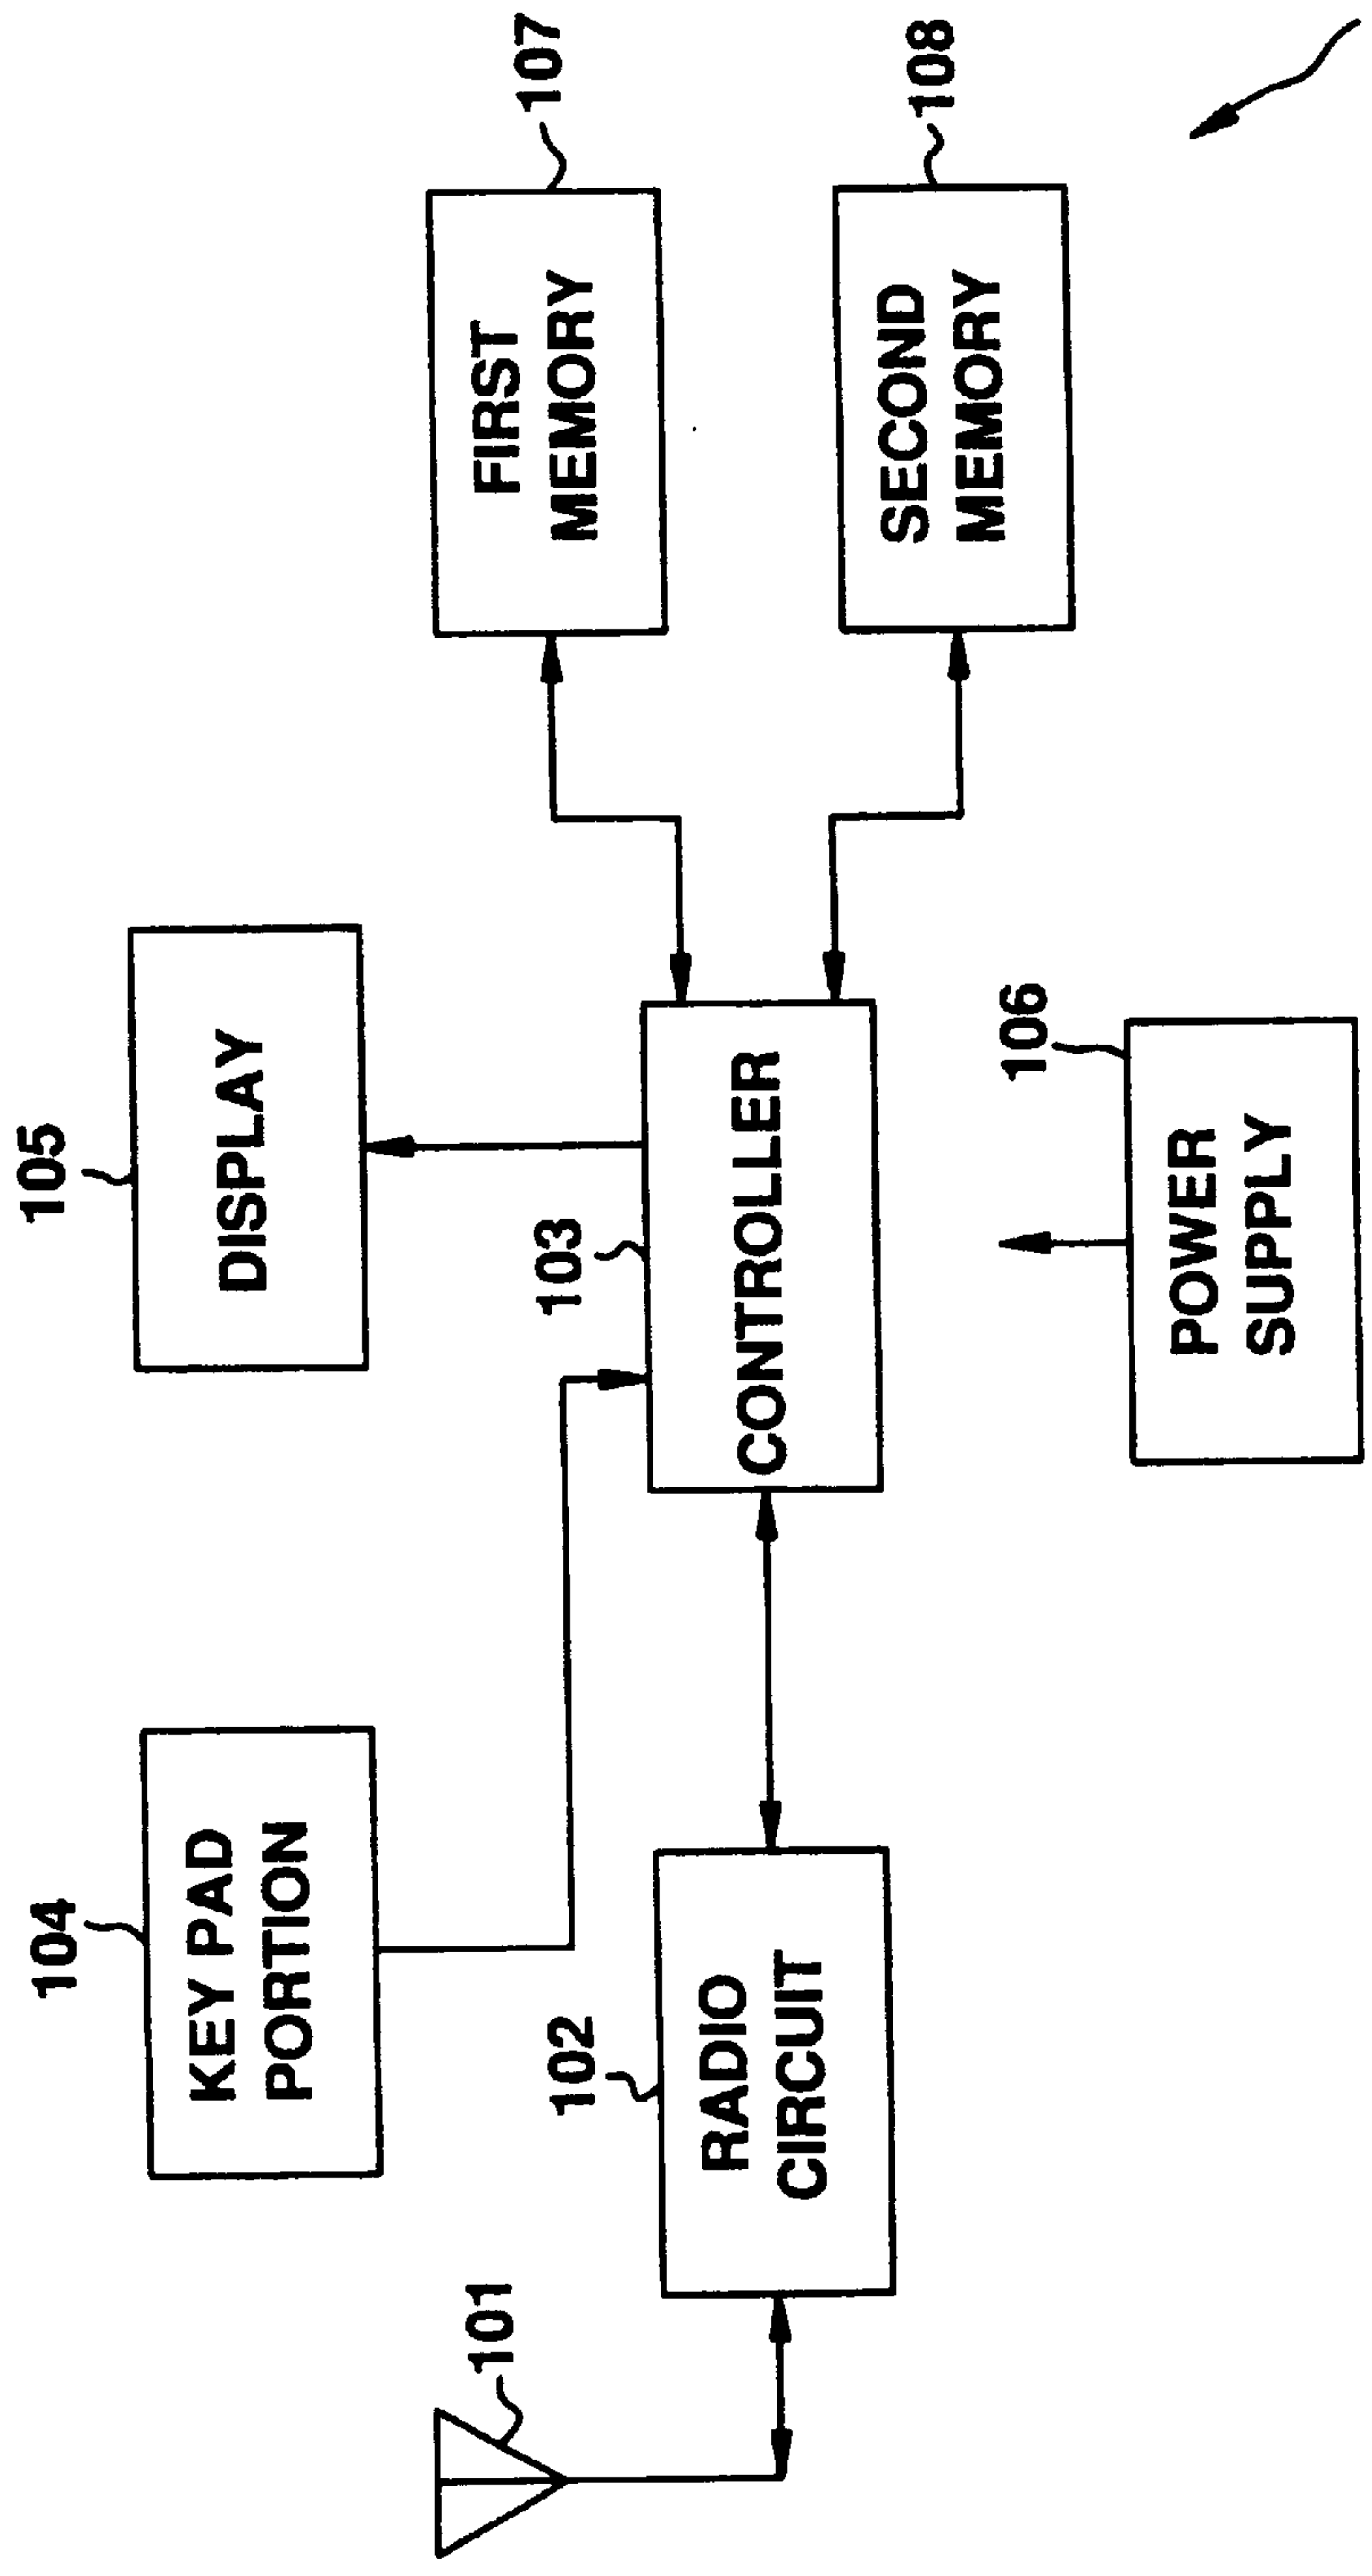 105
DISPLAY
104
KEY PAD
PORTION
101
102
RADIO
CIRCUIT
103
CONTROLLER
107
FIRST
MEMORY
108
SECOND
MEMORY
106
POWER
SUPPLY